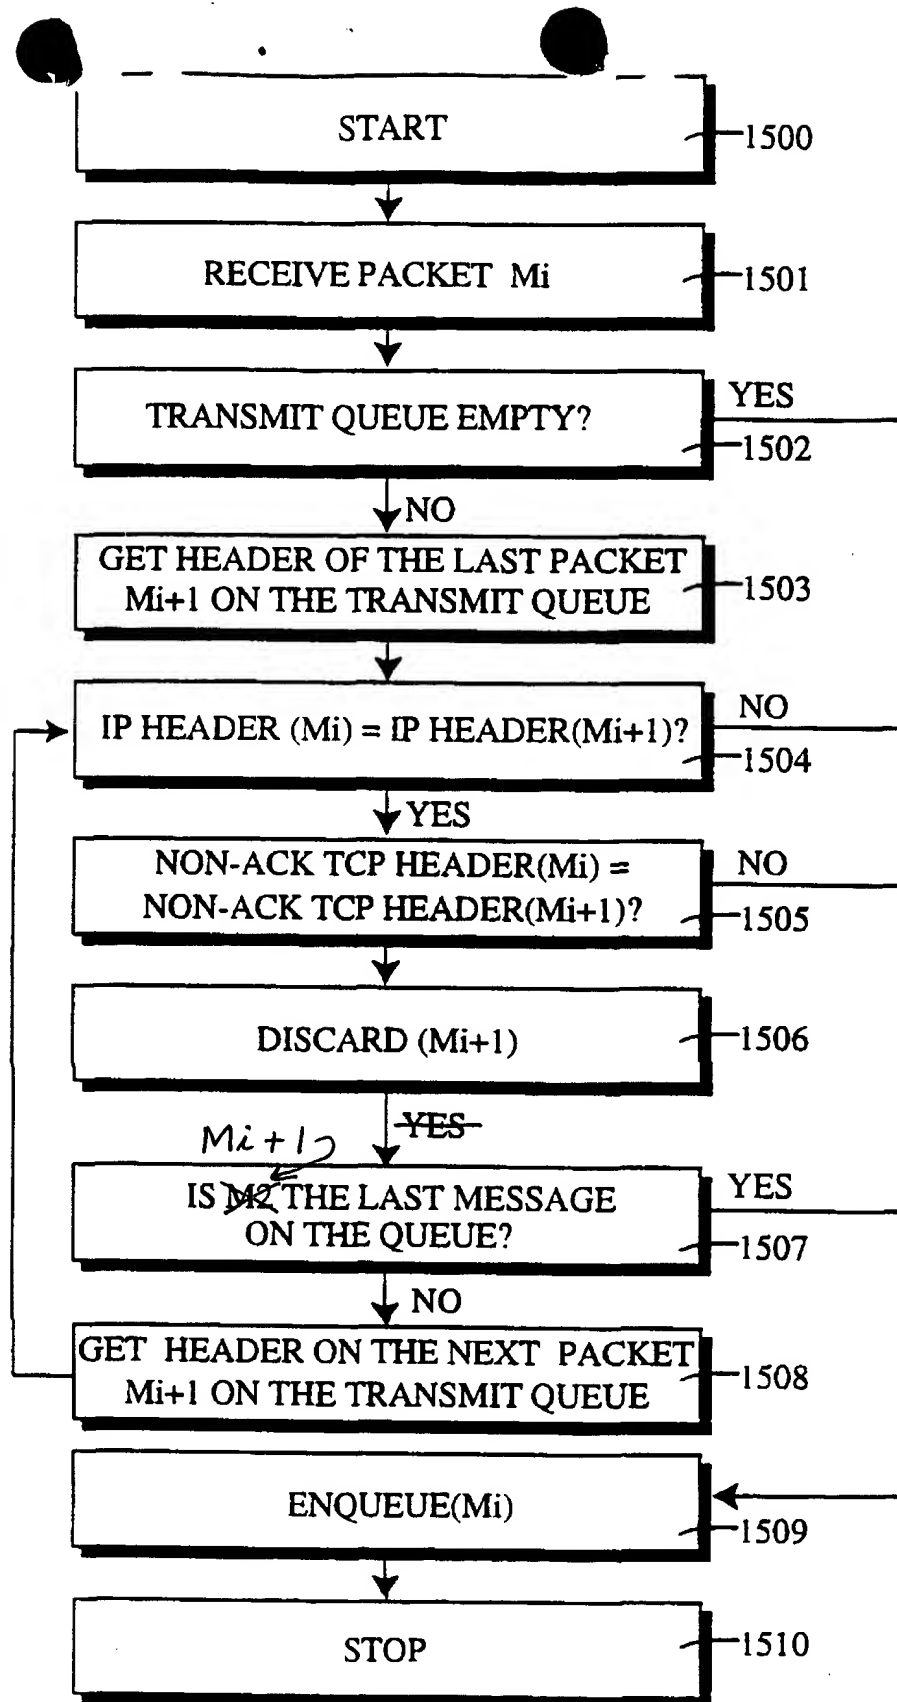 START
1500
RECEIVE PACKET Mi
1501
YES
TRANSMIT QUEUE EMPTY?
1502
NO
GET HEADER OF THE LAST PACKET
Mi+1 ON THE TRANSMIT QUEUE
1503
NO
IP HEADER (Mi) = IP HEADER(Mi+1)?
1504
YES
NON-ACK TCP HEADER(Mi) =
NO
NON-ACK TCP HEADER(Mi+1)?
1505
DISCARD (Mi+1)
1506
YES
Mi+1
IS M2 THE LAST MESSAGE
YES
ON THE QUEUE?
1507
NO
GET HEADER ON THE NEXT PACKET
Mi+1 ON THE TRANSMIT QUEUE
1508
ENQUEUE(Mi)
1509
STOP
1510